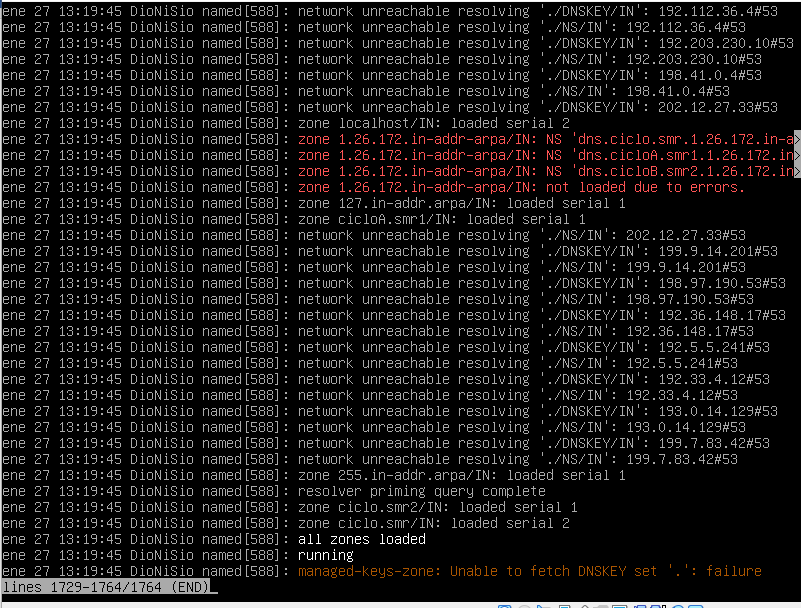 ene 27 13:19:45 DioNiSio named[588]: network unreachable resolving './DNSKEY/IN': 192.112.36.4#53
ene 27 13:19:45 DioNiSio named[588]: network unreachable resolving './NS/IN': 192.112.36.4#53
ene 27 13:19:45 DioNiSio named[588]: network unreachable resolving './DNSKEY/IN': 192.203.230.10#53
ene 27 13:19:45 DioNiSio named[588]: network unreachable resolving './NS/IN': 192.203.230.10#53
ene 27 13:19:45 DioNiSio named[588]: network unreachable resolving './DNSKEY/IN': 198.41.0.4#53
ene 27 13:19:45 DioNiSio named[588]: network unreachable resolving './NS/IN': 198.41.0.4#53
ene 27 13:19:45 DioNiSio named[588]: network unreachable resolving './DNSKEY/IN': 202.12.27.33#53
ene 27 13:19:45 DioNiSio named[588]: zone localhost/IN: loaded serial 2
ene 27 13:19:45 DioNiSio named[588]: zone 1.26.172.in-addr-arpa/IN: NS 'dns.ciclo.smr.1.26.172.in-a>
ene 27 13:19:45 DioNiSio named[588]: zone 1.26.172.in-addr-arpa/IN: NS 'dns.cicloA.smr1.1.26.172.in>
ene 27 13:19:45 DioNiSio named[588]: zone 1.26.172.in-addr-arpa/IN: NS 'dns.cicloB.smr2.1.26.172.in>
ene 27 13:19:45 DioNiSio named[588]: zone 1.26.172.in-addr-arpa/IN: not loaded due to errors.
ene 27 13:19:45 DioNiSio named[588]: zone 127.in-addr.arpa/IN: loaded serial 1
ene 27 13:19:45 DioNiSio named[588]: zone cicloA.smr1/IN: loaded serial 1
ene 27 13:19:45 DioNiSio named[588]: network unreachable resolving './NS/IN': 202.12.27.33#53
ene 27 13:19:45 DioNiSio named[588]: network unreachable resolving './DNSKEY/IN': 199.9.14.201#53
ene 27 13:19:45 DioNiSio named[588]: network unreachable resolving './NS/IN': 199.9.14.201#53
ene 27 13:19:45 DioNiSio named[588]: network unreachable resolving './DNSKEY/IN': 198.97.190.53#53
ene 27 13:19:45 DioNiSio named[588]: network unreachable resolving './NS/IN': 198.97.190.53#53
ene 27 13:19:45 DioNiSio named[588]: network unreachable resolving './DNSKEY/IN': 192.36.148.17#53
ene 27 13:19:45 DioNiSio named[588]: network unreachable resolving './NS/IN': 192.36.148.17#53
ene 27 13:19:45 DioNiSio named[588]: network unreachable resolving './DNSKEY/IN': 192.5.5.241#53
ene 27 13:19:45 DioNiSio named[588]: network unreachable resolving './NS/IN': 192.5.5.241#53
ene 27 13:19:45 DioNiSio named[588]: network unreachable resolving './DNSKEY/IN': 192.33.4.12#53
ene 27 13:19:45 DioNiSio named[588]: network unreachable resolving './NS/IN': 192.33.4.12#53
ene 27 13:19:45 DioNiSio named[588]: network unreachable resolving './DNSKEY/IN': 193.0.14.129#53
ene 27 13:19:45 DioNiSio named[588]: network unreachable resolving './NS/IN': 193.0.14.129#53
ene 27 13:19:45 DioNiSio named[588]: network unreachable resolving './DNSKEY/IN': 199.7.83.42#53
ene 27 13:19:45 DioNiSio named[588]: network unreachable resolving './NS/IN': 199.7.83.42#53
ene 27 13:19:45 DioNiSio named[588]: zone 255.in-addr.arpa/IN: loaded serial 1
ene 27 13:19:45 DioNiSio named[588]: resolver priming query complete
ene 27 13:19:45 DioNiSio named[588]: zone ciclo.smr2/IN: loaded serial 1
ene 27 13:19:45 DioNiSio named[588]: zone ciclo.smr/IN: loaded serial 2
ene 27 13:19:45 DioNiSio named[588]: all zones loaded
ene 27 13:19:45 DioNiSio named[588]: running
ene 27 13:19:45 DioNiSio named[588]: managed-keys-zone: Unable to fetch DNSKEY set '.': failure
lines 1729-1764/1764 (END)